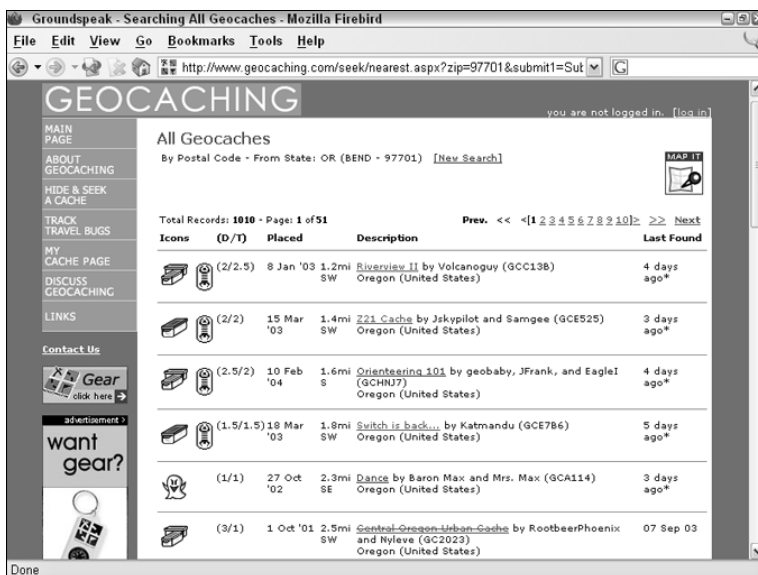 Groundspeak - Searching All Geocaches - Mozilla Firebird
File Edit View Go Bookmarks Tools Help
http://www.geocaching.com/seek/nearest.aspx?zip=97701&submit1=Sut
G
GEOCACHING
you are not logged in. [log in]
MAIN
PAGE
ABOUT
GEOCACHING
HIDE & SEEK
A CACHE
TRACK
TRAVEL BUGS
MY
CACHE PAGE
DISCUSS
GEOCACHING
LINKS
Contact Us
Gear
click here
advertisement >
want
gear?
All Geocaches
By Postal Code - From State: OR (BEND - 97701) [New Search]
MAP IT
Total Records: 1010 - Page: 1 of 51 Prev. << <[1 2 3 4 5 6 7 8 9 10]> >> Next
Icons (D/T) Placed Description Last Found
(2/2.5) 8 Jan '03 1.2mi Riverview II by Volcanoguy (GCC13B) 4 days
SW Oregon (United States) ago*
(2/2) 15 Mar 1.4mi Z21 Cache by Jskypilot and Samgee (GCE525) 3 days
'03 SW Oregon (United States) ago*
(2.5/2) 10 Feb 1.6mi Orienteering 101 by geobaby, JFrank, and EagleI 4 days
'04 S (GCHNJ7) ago*
Oregon (United States)
(1.5/1.5) 18 Mar 1.8mi Switch is back... by Katmandu (GCE7B6) 5 days
'03 SW Oregon (United States) ago*
(1/1) 27 Oct 2.3mi Dance by Baron Max and Mrs. Max (GCA114) 3 days
'02 SE Oregon (United States) ago*
(3/1) 1 Oct '01 2.5mi Central Oregon Urban Cache by RootbeerPhoenix 07 Sep 03
SW and Nyleve (GC2023)
Oregon (United States)
Done